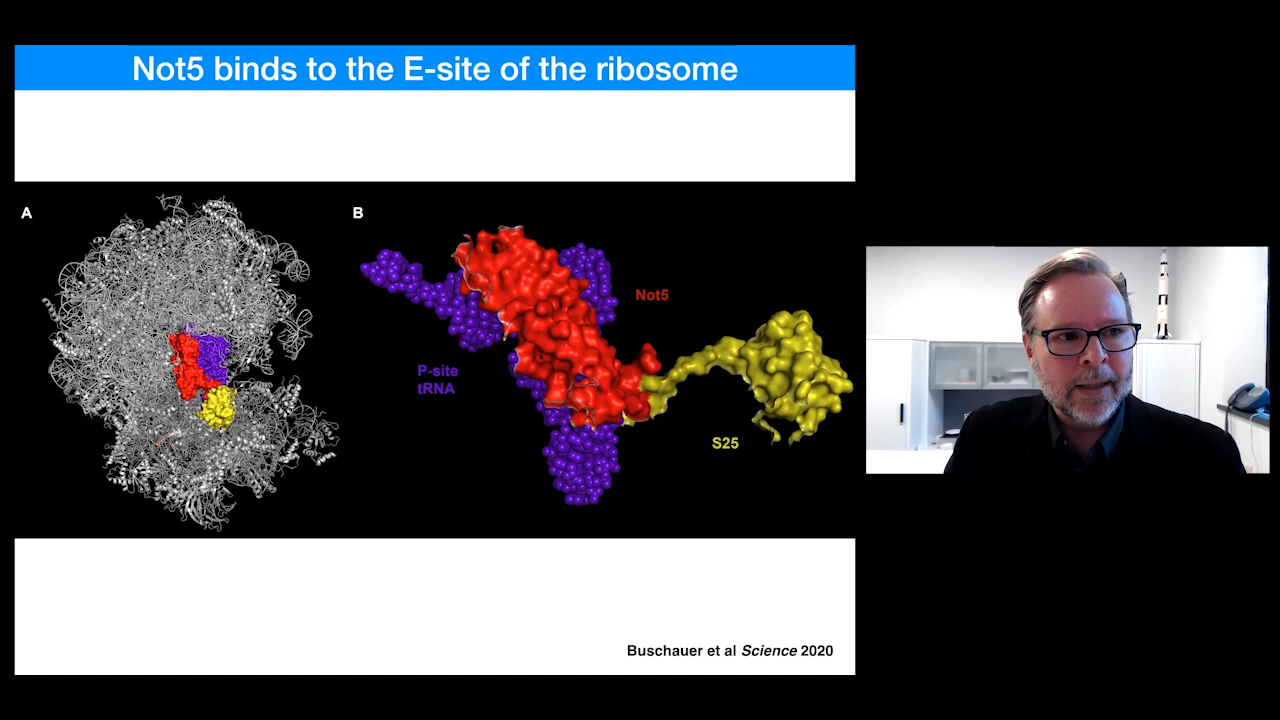 Not5 binds to the E-site of the ribosome
A
B
Not5
P-site
tRNA
S25
Buschauer et al Science 2020